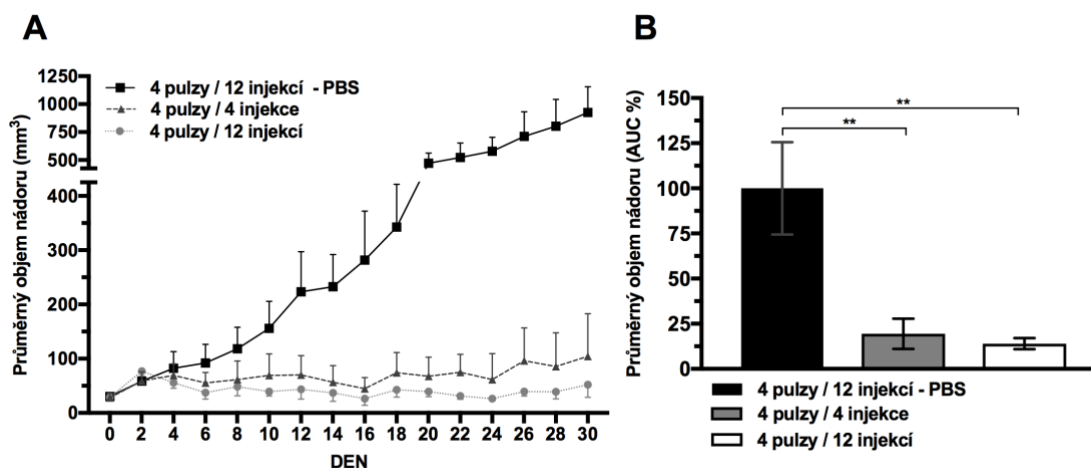 A
B
4 pulzy / 12 injekcí - PBS
4 pulzy / 4 injekce
4 pulzy / 12 injekcí
Průměrný objem nádoru (mm³)
1250
1000
750
500
400
300
200
100
0
0 2 4 6 8 10 12 14 16 18 20 22 24 26 28 30
DEN
Průměrný objem nádoru (AUC %)
150
125
100
75
50
25
0
**
**
4 pulzy / 12 injekcí - PBS
4 pulzy / 4 injekce
4 pulzy / 12 injekcí